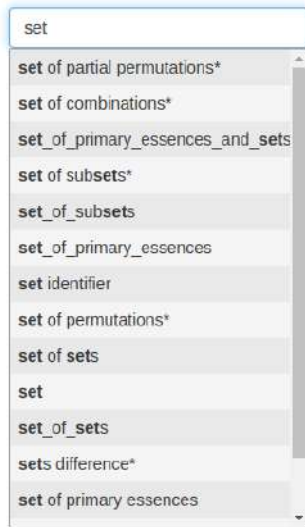 set
set of partial permutations*
set of combinations*
set_of_primary_essences_and_sets
set of subsets*
set_of_subsets
set_of_primary_essences
set identifier
set of permutations*
set of sets
set
set_of_sets
sets difference*
set of primary essences